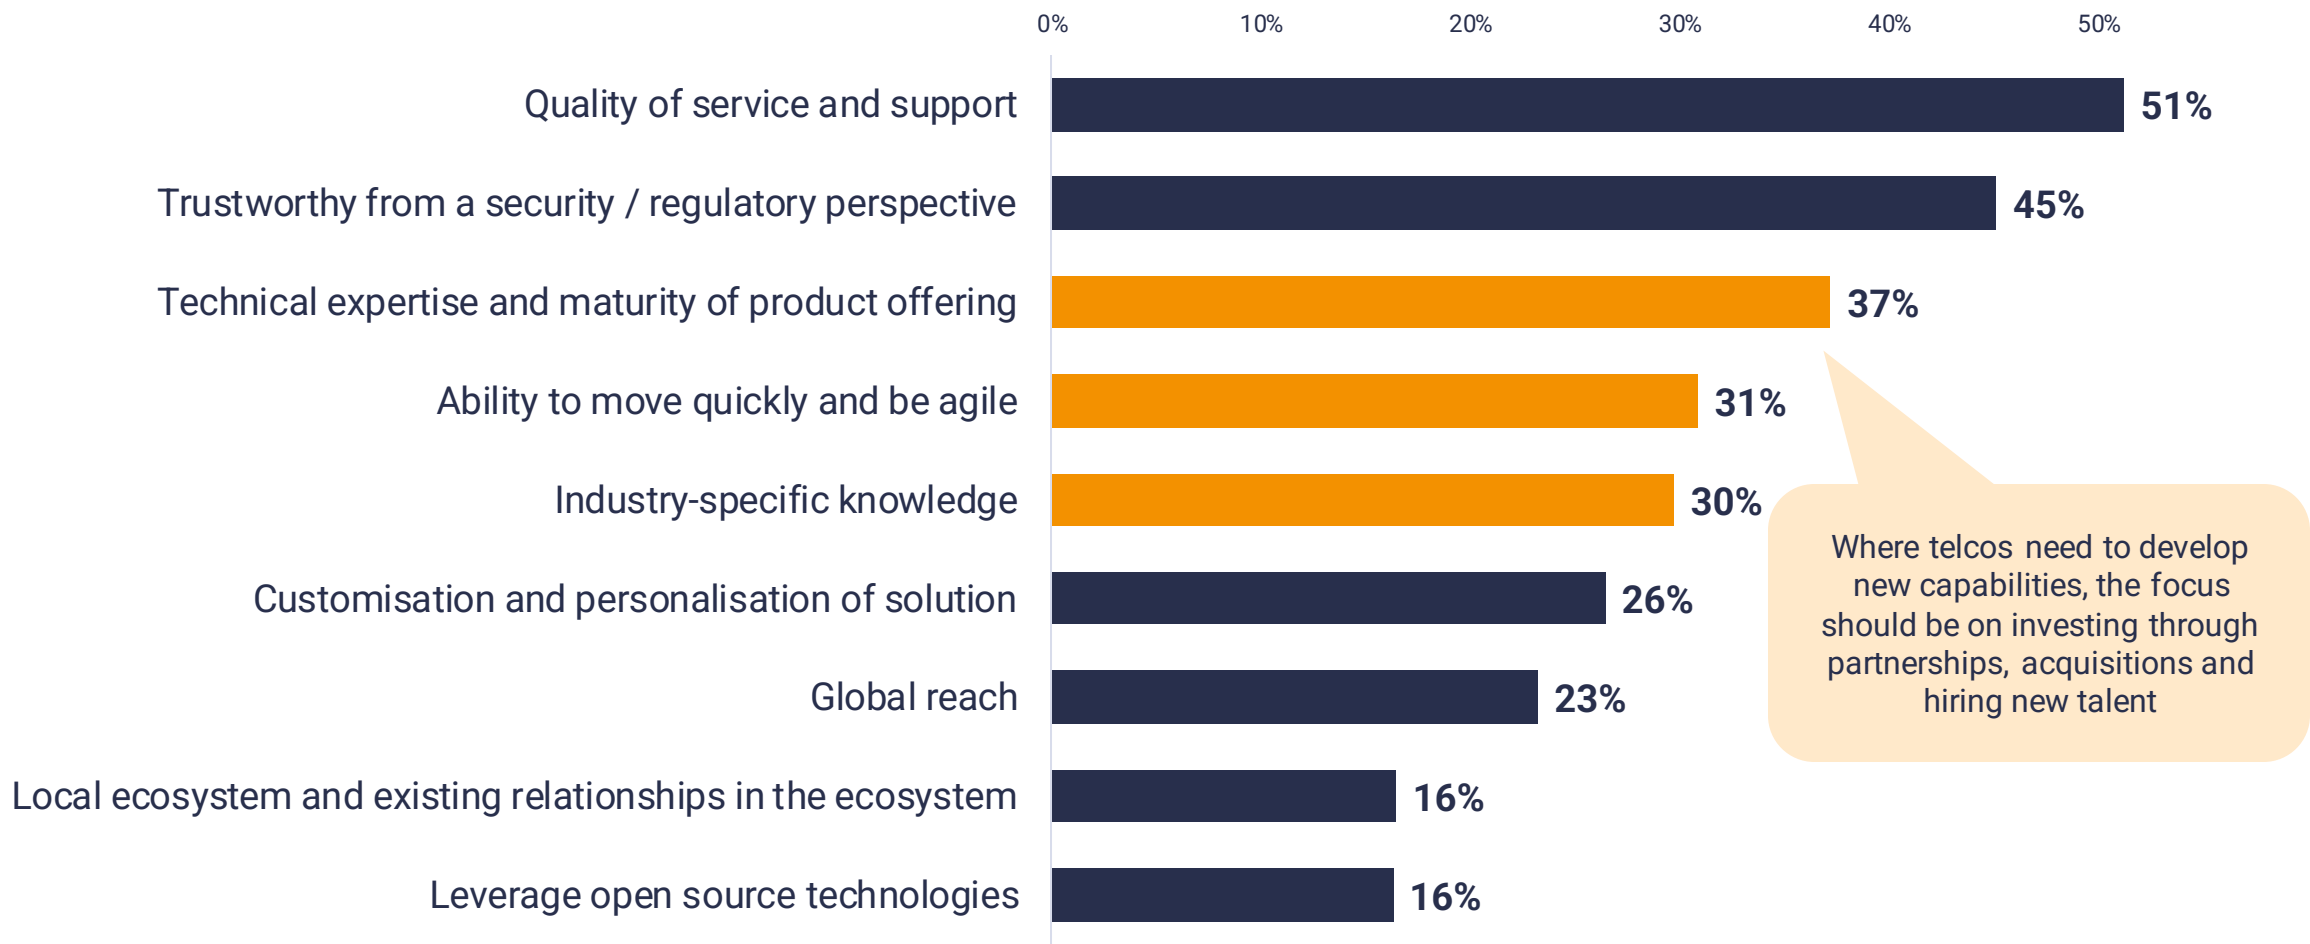 0% 10% 20% 30% 40% 50%
Quality of service and support 51%
Trustworthy from a security / regulatory perspective 45%
Technical expertise and maturity of product offering 37%
Ability to move quickly and be agile 31%
Industry-specific knowledge 30%
Where telcos need to develop
new capabilities, the focus
should be on investing through
partnerships, acquisitions and
hiring new talent
Customisation and personalisation of solution 26%
Global reach 23%
Local ecosystem and existing relationships in the ecosystem 16%
Leverage open source technologies 16%